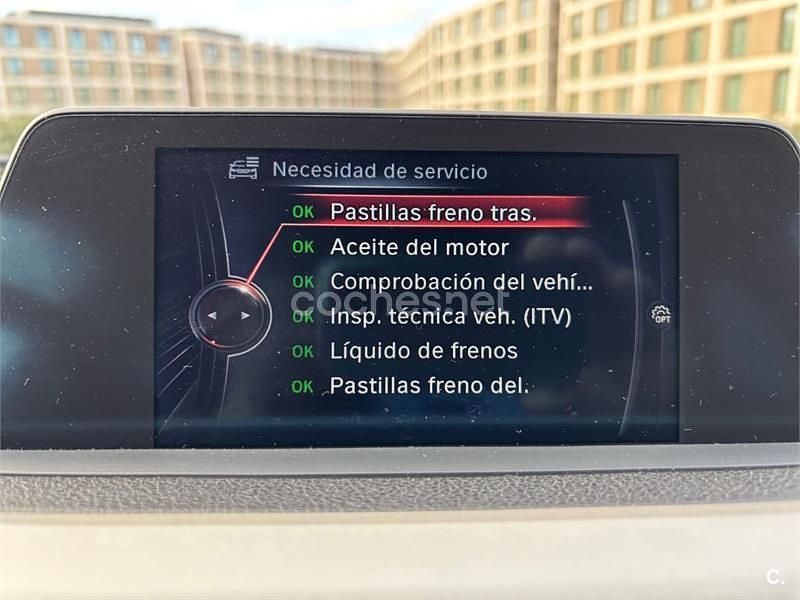 Necesidad de servicio
OK Pastillas freno tras.
OK Aceite del motor
OK Comprobación del vehí...
cochesnet
OK Insp. técnica veh. (ITV)
OPT
OK Líquido de frenos
OK Pastillas freno del.
C.